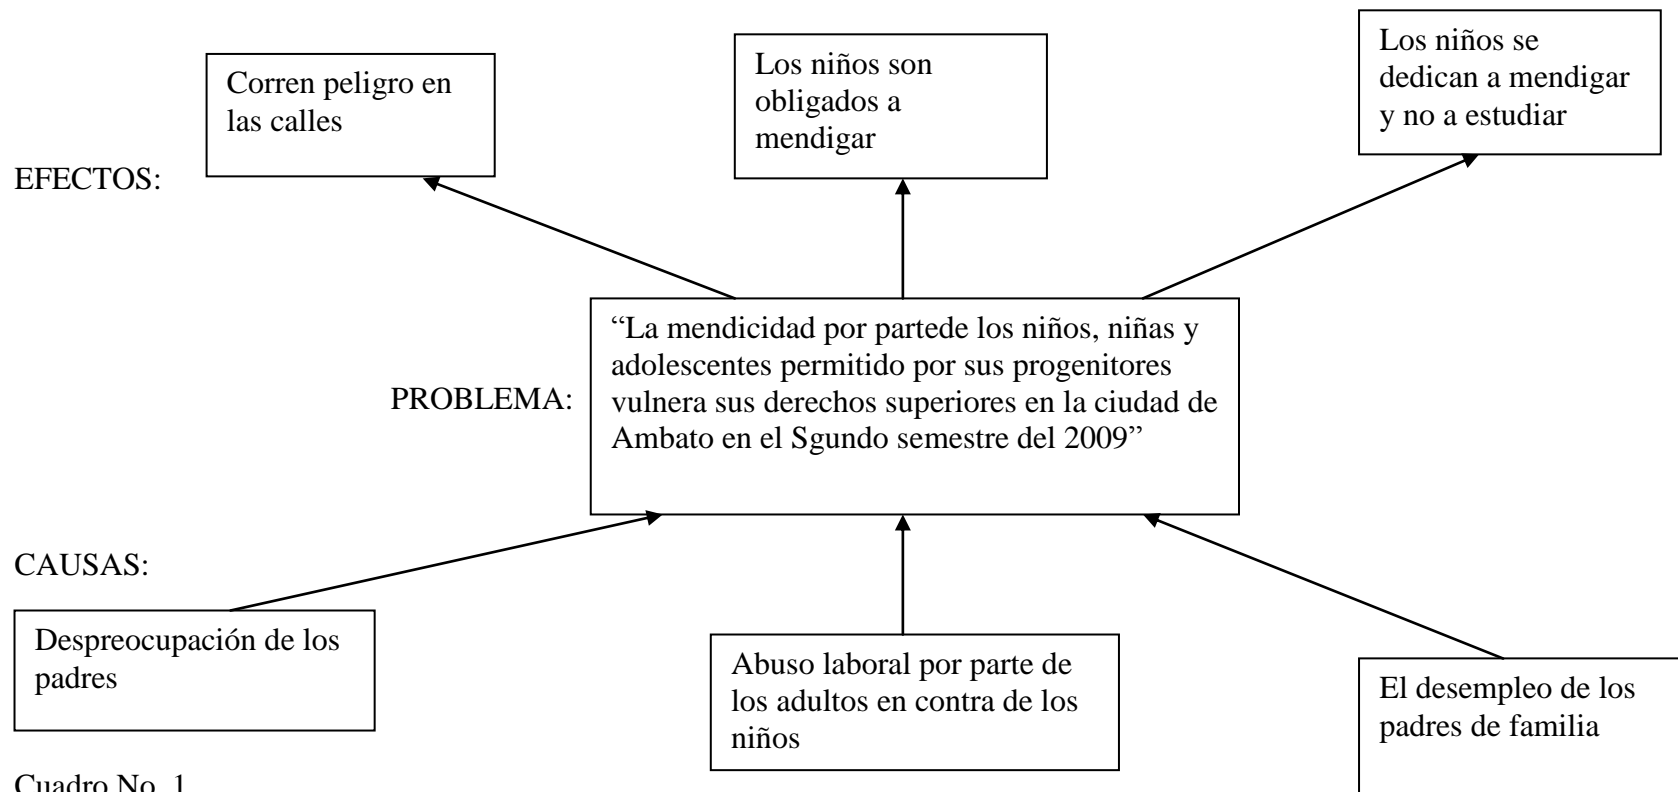 Corren peligro en
las calles
Los niños son
obligados a
mendigar
Los niños se
dedican a mendigar
y no a estudiar
EFECTOS:
PROBLEMA:
“La mendicidad por partede los niños, niñas y
adolescentes permitido por sus progenitores
vulnera sus derechos superiores en la ciudad de
Ambato en el Sgundo semestre del 2009”
CAUSAS:
Despreocupación de los
padres
Abuso laboral por parte de
los adultos en contra de los
niños
El desempleo de los
padres de familia
Cuadro No. 1